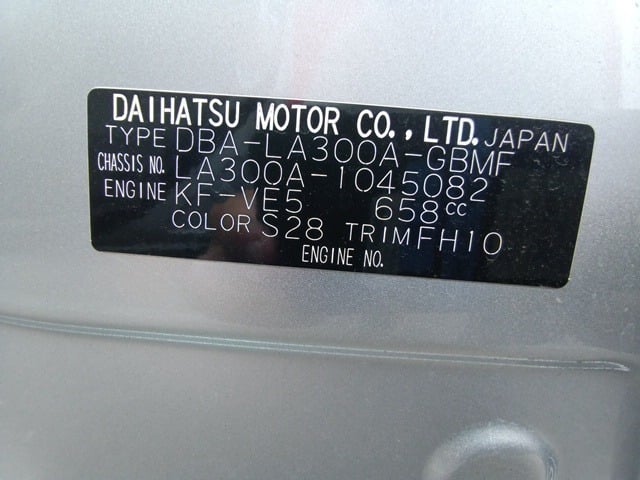 DAIHATSU MOTOR CO., LTD. JAPAN
TYPE DBA-LA300A-GBMF
CHASSIS NO. LA300A-1045082
ENGINE KF-VE5 658cc
COLOR S28 TRIM FH10
ENGINE NO.